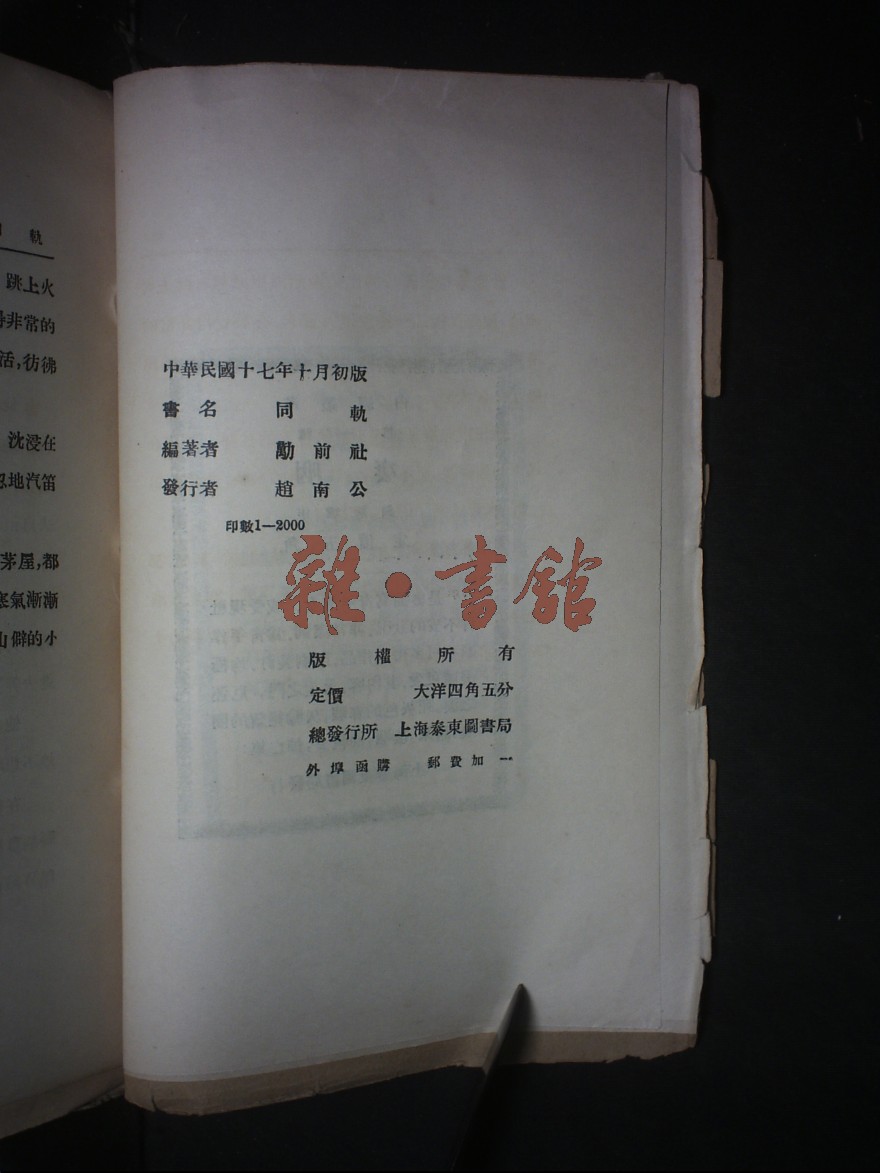 軌
跳上火
非常的
活，彷彿
沈没在
忍地汽笛
茅屋，都
寒氣漸漸
山僻的小
中華民國十七年十月初版
書名 同軌
編著者 勵前社
發行者 趙南公
印數1—2000
雜·書館
版權所有
定價 大洋四角五分
總發行所 上海泰東圖書局
外埠函購 郵費加一